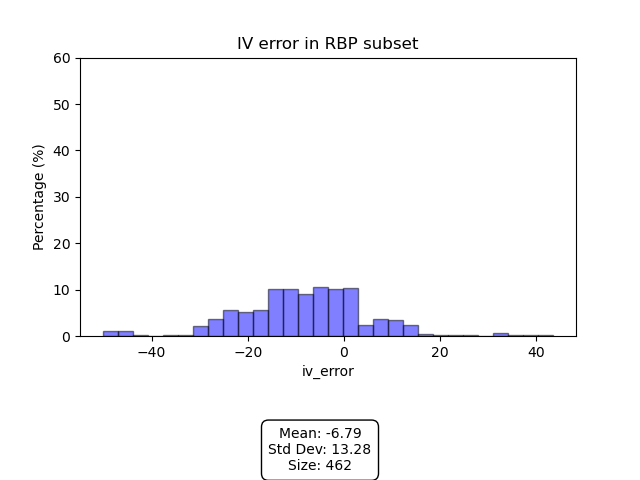 IV error in RBP subset
60
50
40
30
20
10
0
Percentage (%)
−40
−20
0
20
40
iv_error
Mean: -6.79
Std Dev: 13.28
Size: 462